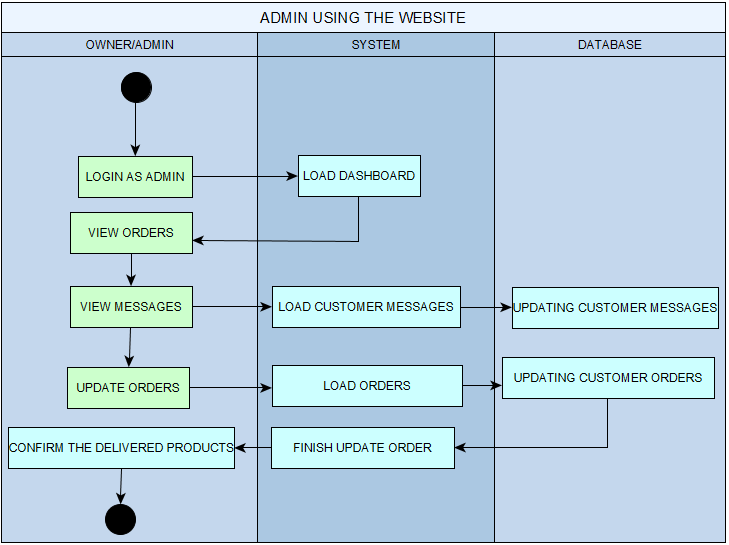 ADMIN USING THE WEBSITE
OWNER/ADMIN
SYSTEM
DATABASE
LOGIN AS ADMIN
LOAD DASHBOARD
VIEW ORDERS
VIEW MESSAGES
LOAD CUSTOMER MESSAGES
UPDATING CUSTOMER MESSAGES
UPDATE ORDERS
LOAD ORDERS
UPDATING CUSTOMER ORDERS
CONFIRM THE DELIVERED PRODUCTS
FINISH UPDATE ORDER